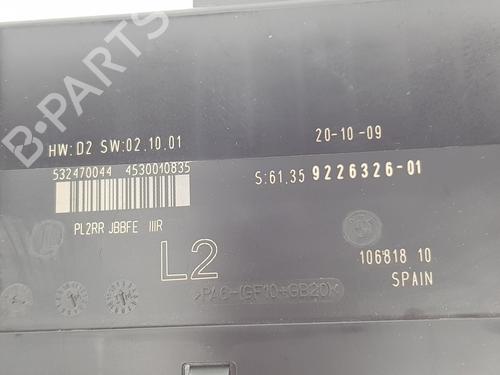 B-PARTS
HW:D2 SW:02.10.01
20-10-09
532470044 4530010835
S:61.35 9226326-01
PL2RR JBBFE IIIR
L2
106818 10
SPAIN
>PA6-(GF10+GB20)<